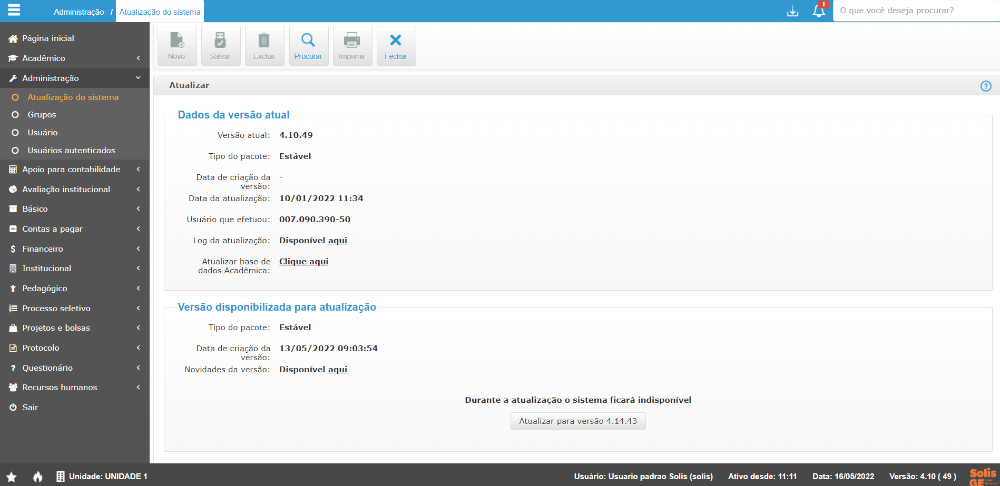 Administração / Atualização do sistema
1
O que você deseja procurar?
Página inicial
Acadêmico
Administração
Atualização do sistema
Grupos
Usuário
Usuários autenticados
Apoio para contabilidade
Avaliação institucional
Básico
Contas a pagar
Financeiro
Institucional
Pedagógico
Processo seletivo
Projetos e bolsas
Protocolo
Questionário
Recursos humanos
Sair
Novo Salvar Excluir Procurar Imprimir Fechar
Atualizar
Dados da versão atual
Versão atual: 4.10.49
Tipo do pacote: Estável
Data de criação da versão: -
Data da atualização: 10/01/2022 11:34
Usuário que efetuou: 007.090.390-50
Log da atualização: Disponível aqui
Atualizar base de dados Acadêmica: Clique aqui
Versão disponibilizada para atualização
Tipo do pacote: Estável
Data de criação da versão: 13/05/2022 09:03:54
Novidades da versão: Disponível aqui
Durante a atualização o sistema ficará indisponível
Atualizar para versão 4.14.43
Unidade: UNIDADE 1
Usuário: Usuario padrao Solis (solis) Ativo desde: 11:11 Data: 16/05/2022 Versão: 4.10 ( 49 )
Solis
GE